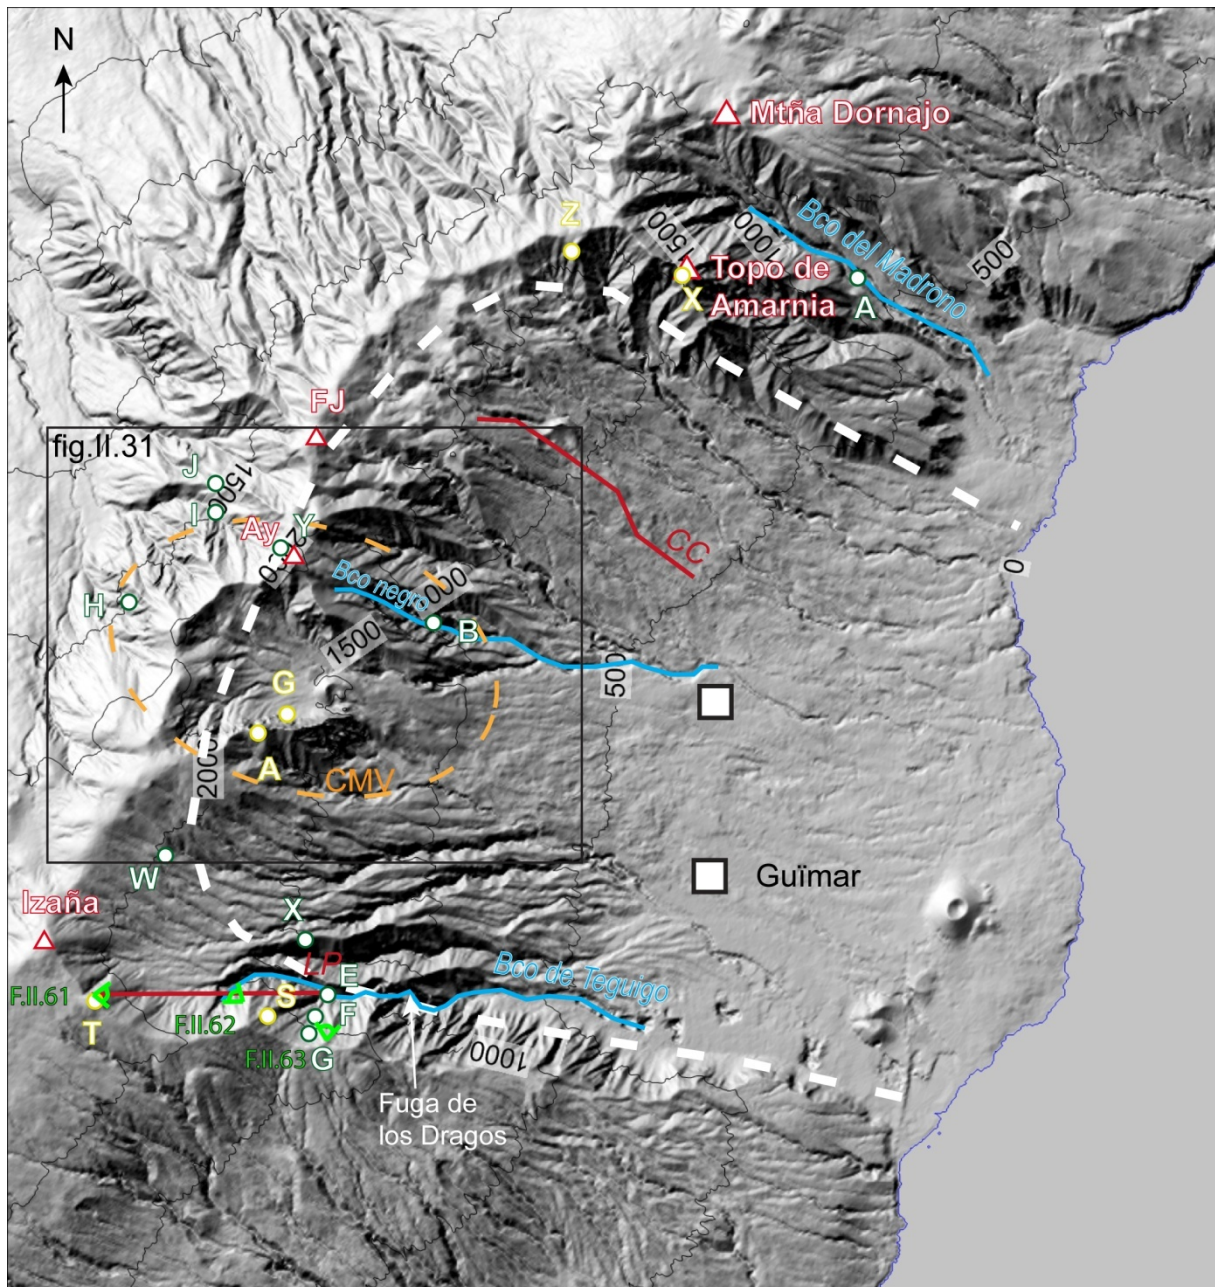 N
Mtña Dornajo
Z
1500
1000
Bco del Madrono
500
Topo de
Amarnia
X
A
FJ
fig.II.31
J
1500
I
Ay
Y
CC
0
H
Bco negro
1500
B
500
G
A
2000
CMV
W
Guïmar
Izaña
X
LP
E
Bco de Teguigo
F.II.61
S
T
F.II.62
F
F.II.63
G
1000
Fuga de
los Dragos